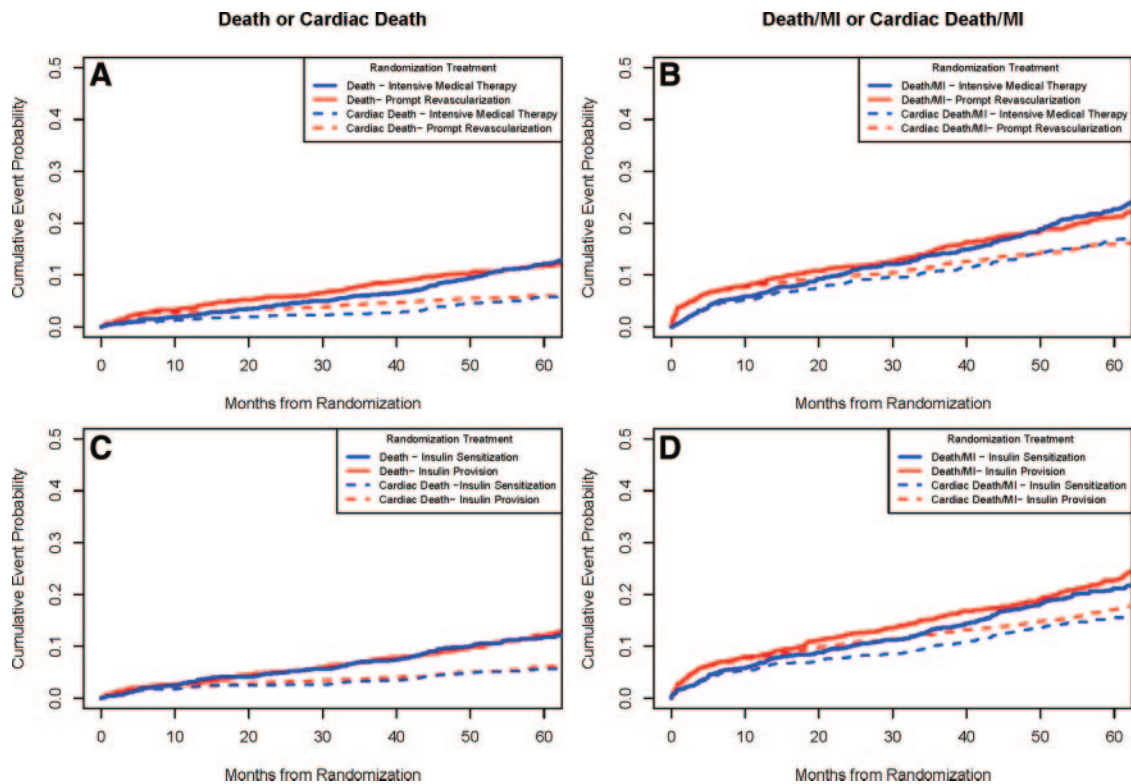 Death or Cardiac Death
Death/MI or Cardiac Death/MI
A
Randomization Treatment
Death – Intensive Medical Therapy
Death– Prompt Revascularization
Cardiac Death – Intensive Medical Therapy
Cardiac Death– Prompt Revascularization
Cumulative Event Probability
0.5
0.4
0.3
0.2
0.1
0.0
0 10 20 30 40 50 60
Months from Randomization
B
Randomization Treatment
Death/MI – Intensive Medical Therapy
Death/MI– Prompt Revascularization
Cardiac Death/MI – Intensive Medical Therapy
Cardiac Death/MI– Prompt Revascularization
Cumulative Event Probability
0.5
0.4
0.3
0.2
0.1
0.0
0 10 20 30 40 50 60
Months from Randomization
C
Randomization Treatment
Death – Insulin Sensitization
Death– Insulin Provision
Cardiac Death –Insulin Sensitization
Cardiac Death– Insulin Provision
Cumulative Event Probability
0.5
0.4
0.3
0.2
0.1
0.0
0 10 20 30 40 50 60
Months from Randomization
D
Randomization Treatment
Death/MI – Insulin Sensitization
Death/MI– Insulin Provision
Cardiac Death/MI – Insulin Sensitization
Cardiac Death/MI– Insulin Provision
Cumulative Event Probability
0.5
0.4
0.3
0.2
0.1
0.0
0 10 20 30 40 50 60
Months from Randomization